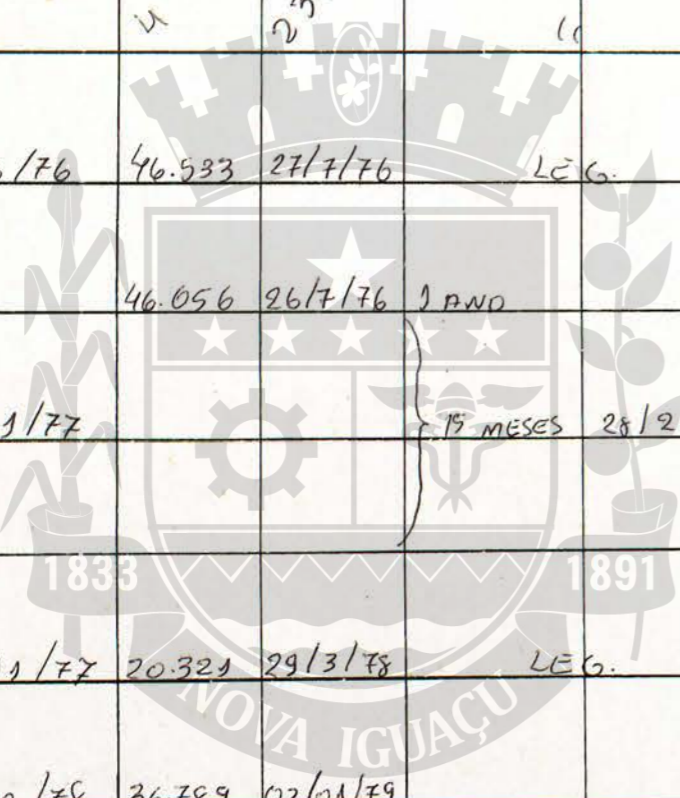 /76 46.533 27/7/76 LEG.
46.056 26/7/76 1 ANO
1/77 15 MESES 28/2
1833 1891
1/77 20.321 29/3/78 LEG.
NOVA IGUAÇU